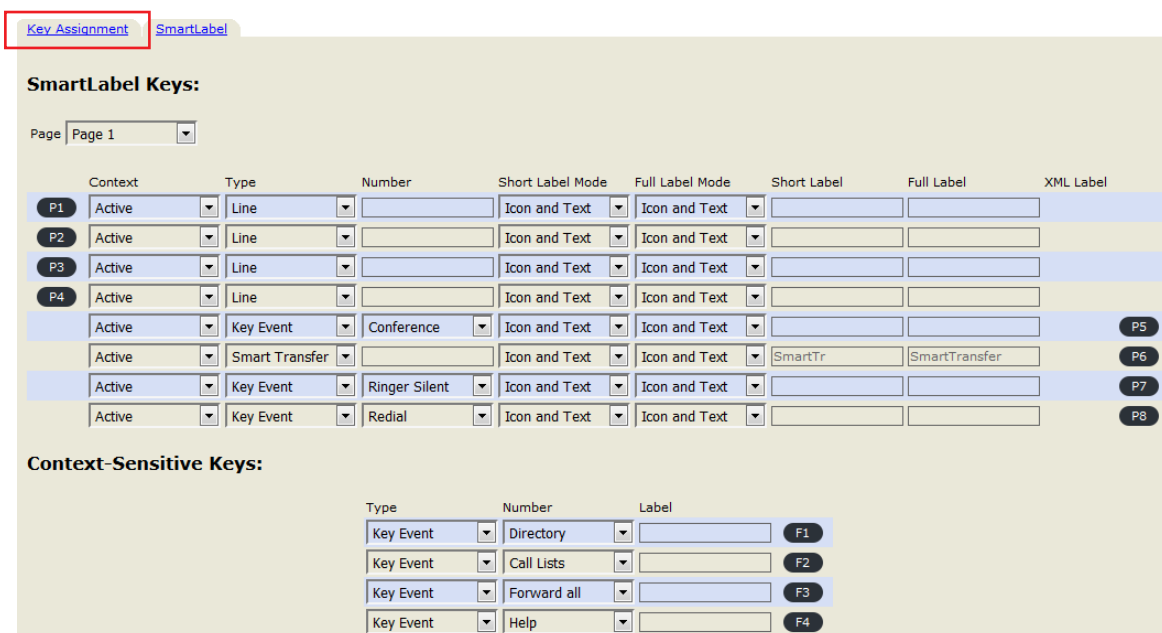 Key Assignment SmartLabel
SmartLabel Keys:
Page Page 1
Context Type Number Short Label Mode Full Label Mode Short Label Full Label XML Label
P1 Active Line Icon and Text Icon and Text
P2 Active Line Icon and Text Icon and Text
P3 Active Line Icon and Text Icon and Text
P4 Active Line Icon and Text Icon and Text
Active Key Event Conference Icon and Text Icon and Text P5
Active Smart Transfer Icon and Text Icon and Text SmartTr SmartTransfer P6
Active Key Event Ringer Silent Icon and Text Icon and Text P7
Active Key Event Redial Icon and Text Icon and Text P8
Context-Sensitive Keys:
Type Number Label
Key Event Directory F1
Key Event Call Lists F2
Key Event Forward all F3
Key Event Help F4